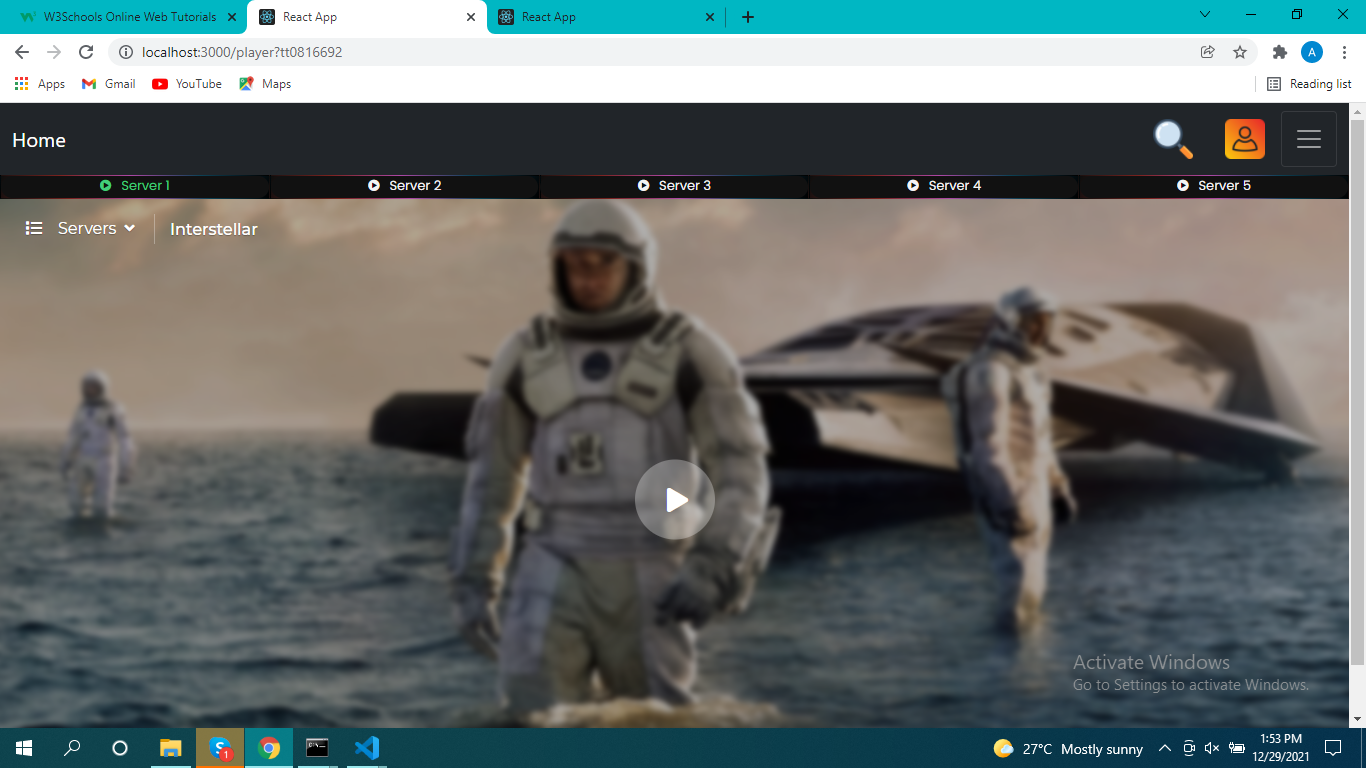 W3Schools Online Web Tutorials
React App
React App
localhost:3000/player?tt0816692
A
Apps
Gmail
YouTube
Maps
Reading list
Home
Server 1
Server 2
Server 3
Server 4
Server 5
Servers
Interstellar
Activate Windows
Go to Settings to activate Windows.
1
27°C Mostly sunny
1:53 PM
12/29/2021